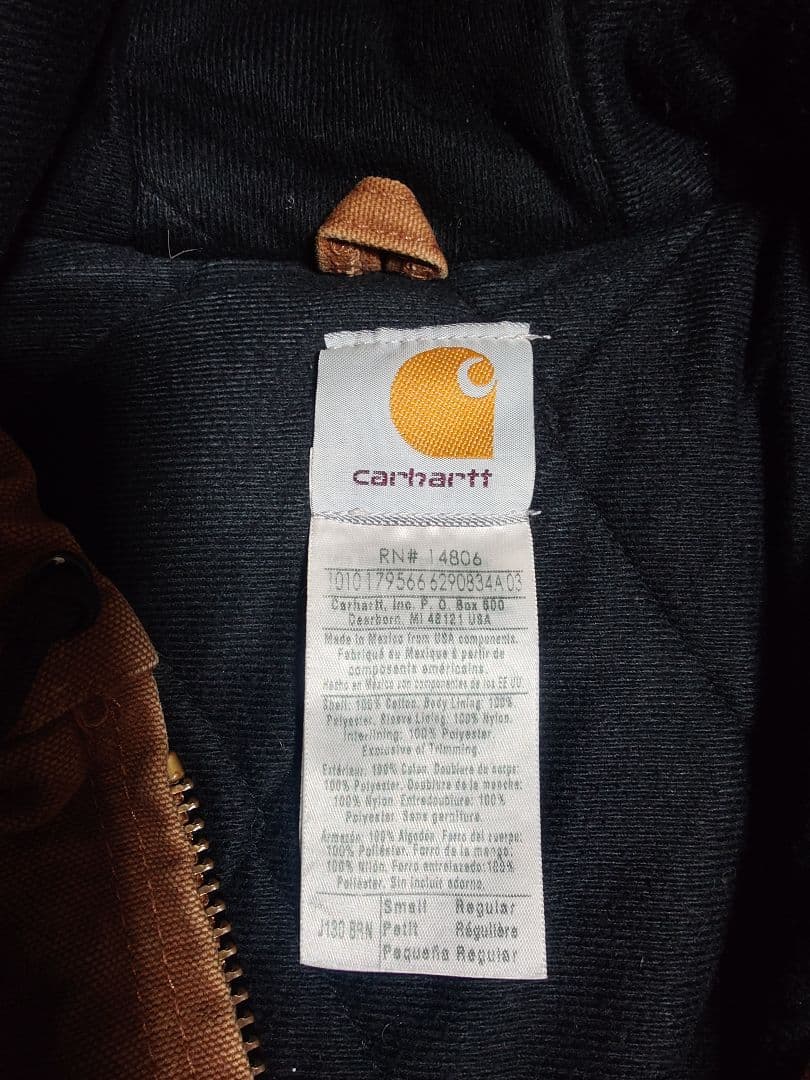 carhartt
RN# 14806
10101795666290834A 03
Carhartt, Inc. P. O. Box 600
Dearborn, MI 48121 USA
Made in Mexico from USA components.
Fabriqué au Mexique à partir de
composants américains.
Hecho en México con componentes de los EE UU
Shell: 100% Cotton. Body Lining: 100%
Polyester. Sleeve Lining: 100% Nylon.
Interlining: 100% Polyester
Exclusive of Trimming.
Extérieur: 100% Coton. Doublure de corps:
100% Polyester. Doublure de la manche:
100% Nylon. Entredoublure: 100%
Polyester. Sans garniture.
Armazón: 100% Algodón. Forro del cuerpo:
100% Poliéster. Forro de la manga:
100% Nilón. Forro entrelazado: 100%
Poliéster. Sin incluir adorno.
J130 BRN
Small Regular
Petit Régulière
Pequeña Regular